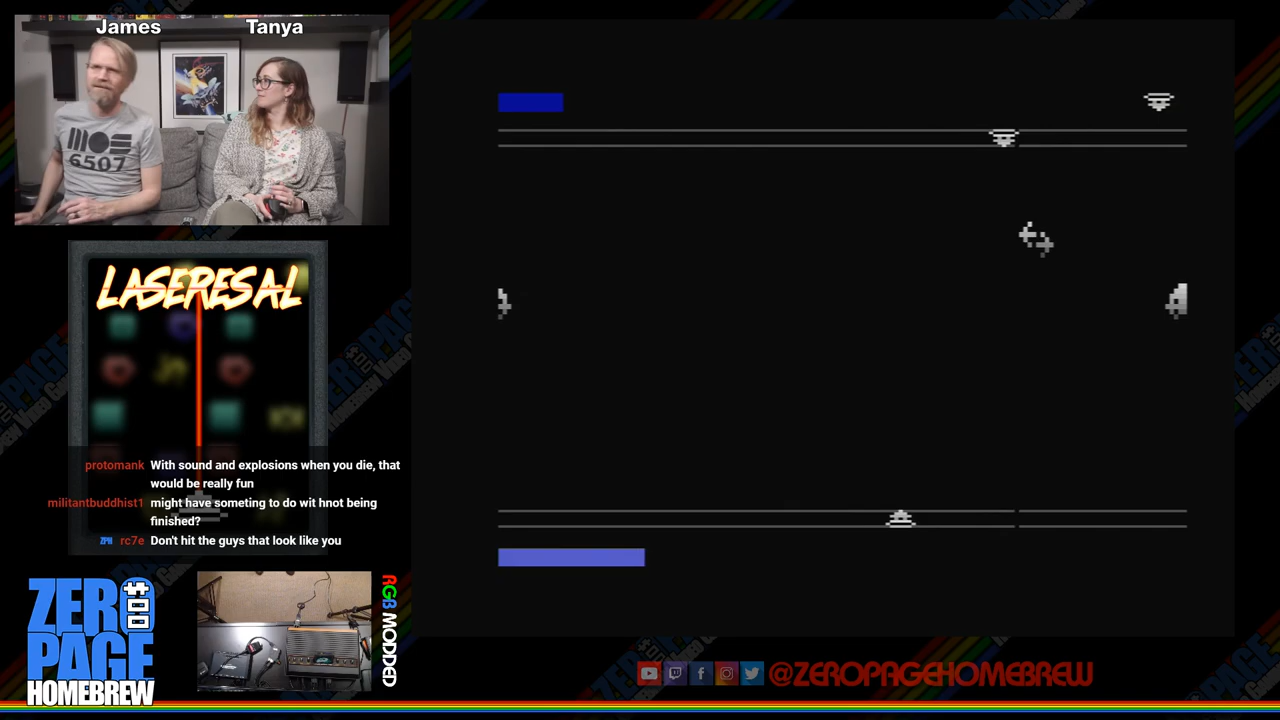 James
Tanya
MOS
6507
LASERESAL
protomank With sound and explosions when you die, that
would be really fun
militantbuddhist1 might have someting to do wit hnot being
finished?
ZPH rc7e Don't hit the guys that look like you
ZERO
PAGE
HOMEBREW
RGB MODDED
@ZEROPAGEHOMEBREW